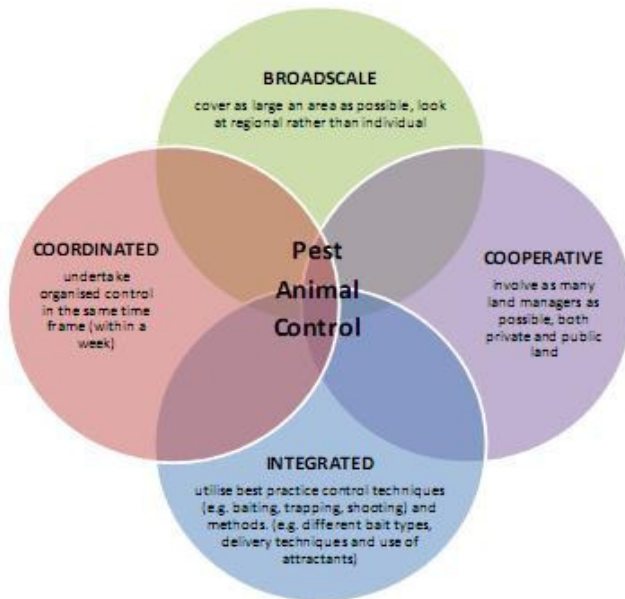 BROADSCALE
cover as large an area as possible, look
at regional rather than individual
COORDINATED
undertake
organised control
in the same time
frame (within a
week)
Pest
Animal
Control
COOPERATIVE
involve as many
land managers as
possible, both
private and public
land
INTEGRATED
utilise best practice control techniques
(e.g. baiting, trapping, shooting) and
methods. (e.g. different bait types,
delivery techniques and use of
attractants)